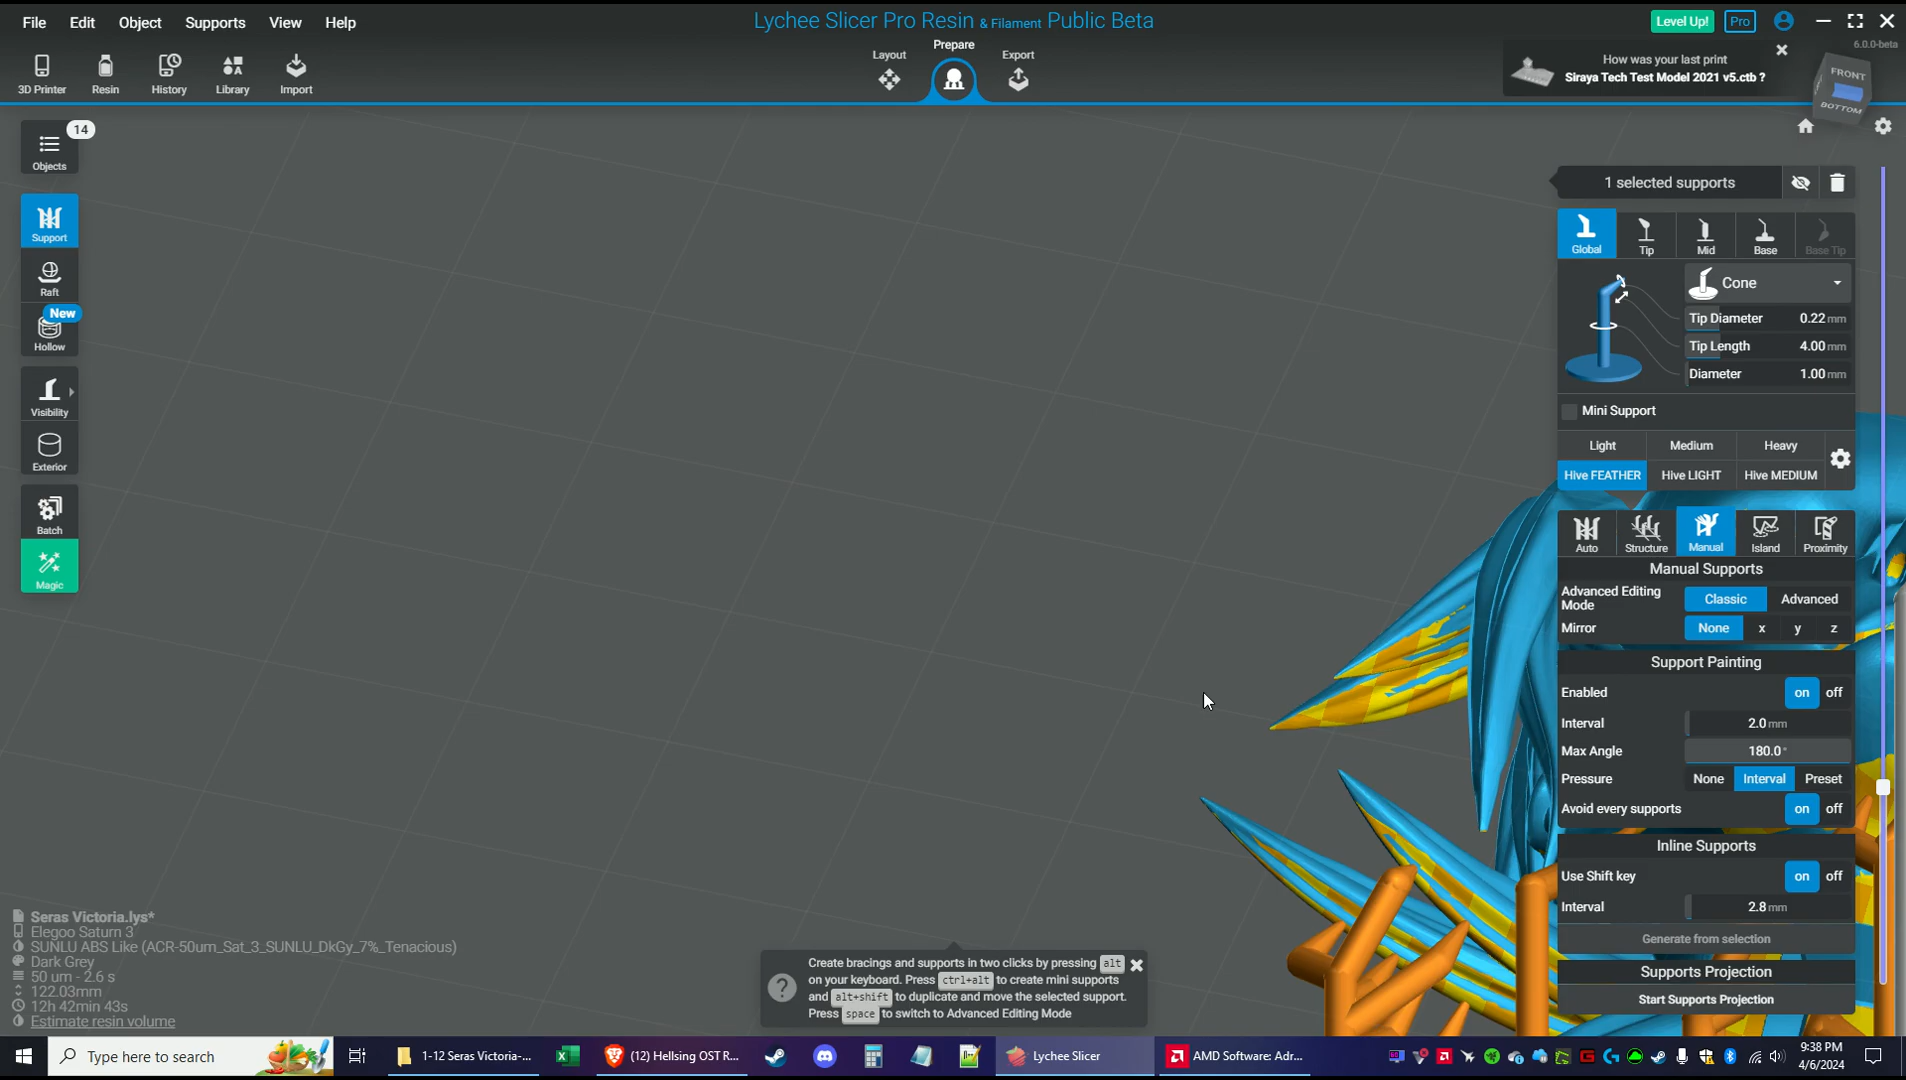 File Edit Object Supports View Help
Lychee Slicer Pro Resin & Filament Public Beta
Level Up! Pro
6.0.0-beta
3D Printer Resin History Library Import
Layout Prepare Export
How was your last print
Siraya Tech Test Model 2021 v5.ctb ?
FRONT
BOTTOM
14
Objects
Support
Raft
New
Hollow
Visibility
Exterior
Batch
Magic
1 selected supports
Global Tip Mid Base Base Tip
Cone
Tip Diameter 0.22 mm
Tip Length 4.00 mm
Diameter 1.00 mm
Mini Support
Light Medium Heavy
Hive FEATHER Hive LIGHT Hive MEDIUM
Auto Structure Manual Island Proximity
Manual Supports
Advanced Editing
Mode
Classic Advanced
Mirror None x y z
Support Painting
Enabled on off
Interval 2.0 mm
Max Angle 180.0 °
Pressure None Interval Preset
Avoid every supports on off
Inline Supports
Use Shift key on off
Interval 2.8 mm
Generate from selection
Supports Projection
Start Supports Projection
Seras Victoria.lys*
Elegoo Saturn 3
SUNLU ABS Like (ACR-50um_Sat_3_SUNLU_DkGy_7%_Tenacious)
Dark Grey
50 um - 2.6 s
122.03mm
12h 42min 43s
Estimate resin volume
Create bracings and supports in two clicks by pressing alt
on your keyboard. Press ctrl+alt to create mini supports
and alt+shift to duplicate and move the selected support.
Press space to switch to Advanced Editing Mode
Type here to search
1-12 Seras Victoria-...
(12) Hellsing OST R...
Lychee Slicer
AMD Software: Adr...
9:38 PM
4/6/2024